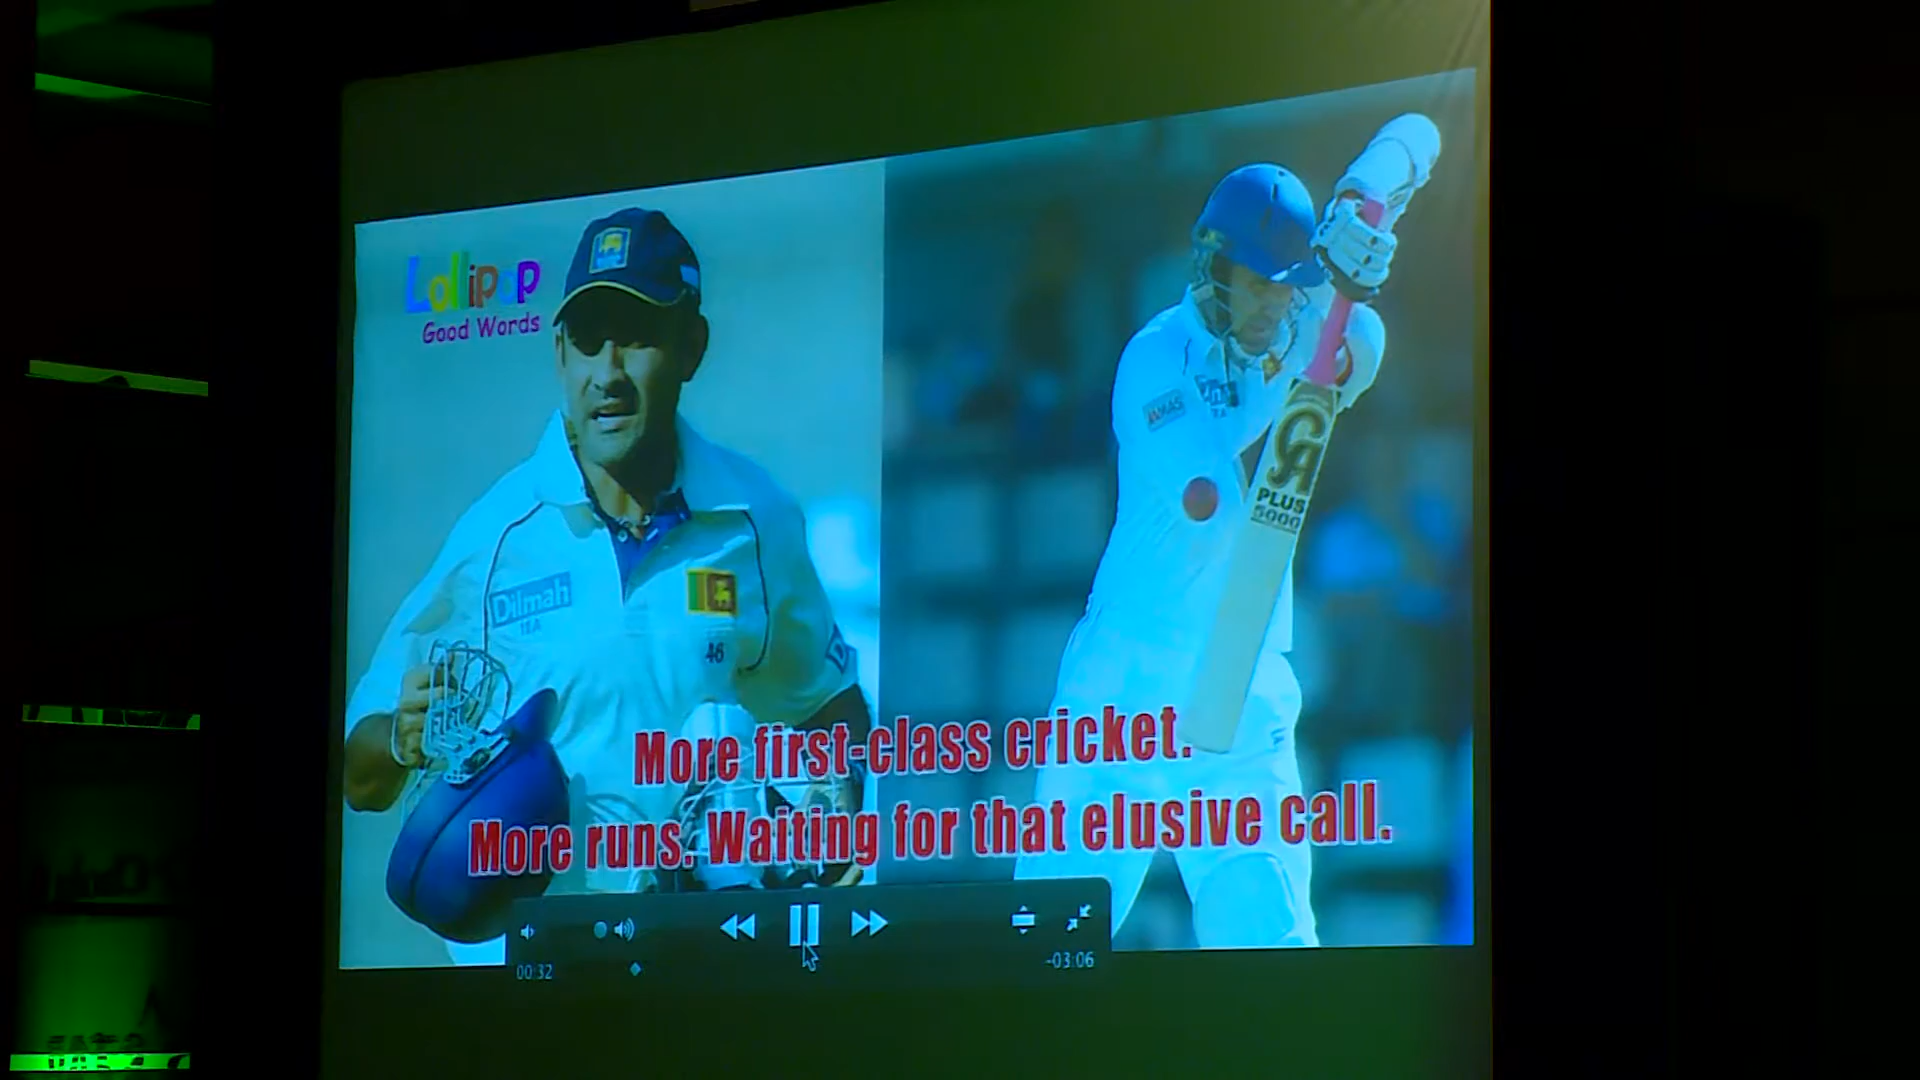 Lollipop
Good Words
Dilmah
TEA
46
CA
PLUS
5000
More first-class cricket.
More runs. Waiting for that elusive call.
00:32
-03:06